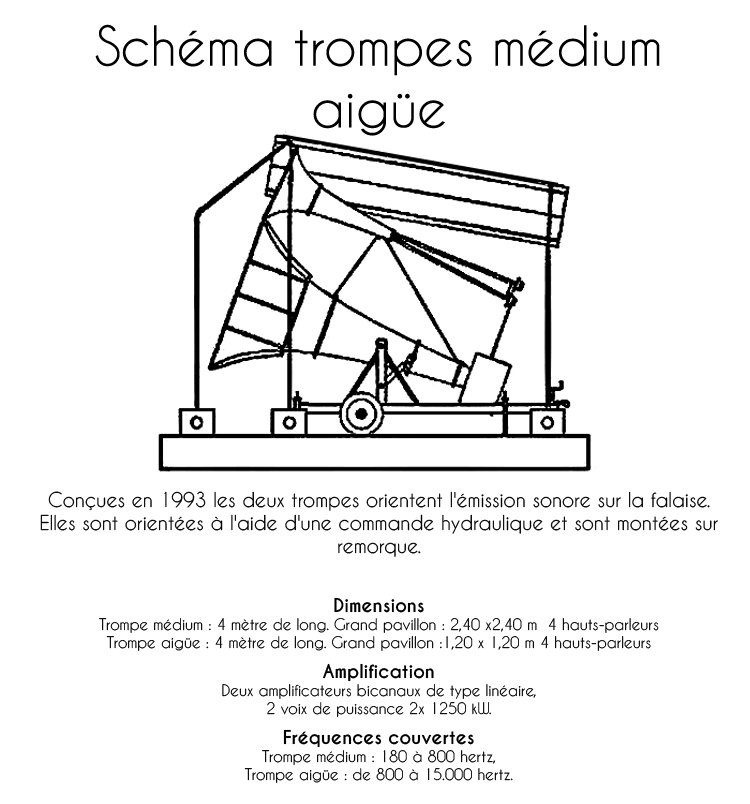 Schéma trompes médium
aigüe
Conçues en 1993 les deux trompes orientent l'émission sonore sur la falaise.
Elles sont orientées à l'aide d'une commande hydraulique et sont montées sur
remorque.
Dimensions
Trompe médium : 4 mètre de long. Grand pavillon : 2,40 x2,40 m 4 hauts-parleurs
Trompe aigüe : 4 mètre de long. Grand pavillon :1,20 x 1,20 m 4 hauts-parleurs
Amplification
Deux amplificateurs bicanaux de type linéaire,
2 voix de puissance 2x 1250 kW.
Fréquences couvertes
Trompe médium : 180 à 800 hertz,
Trompe aigüe : de 800 à 15.000 hertz.